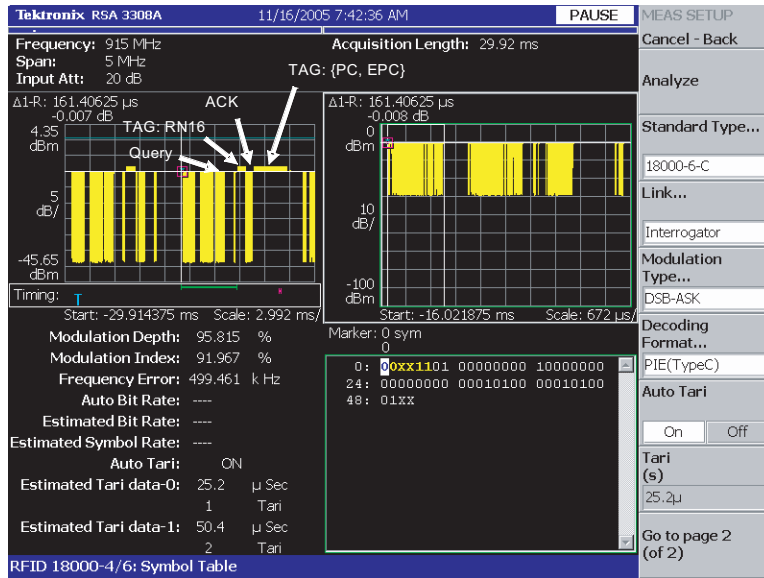 Tektronix RSA 3308A 11/16/2005 7:42:36 AM PAUSE MEAS SETUP
Cancel - Back
Frequency: 915 MHz Acquisition Length: 29.92 ms
Span: 5 MHz
Input Att: 20 dB
TAG: {PC, EPC}
Analyze
Δ1-R: 161.40625 µs ACK
-0.007 dB
4.35
dBm
TAG: RN16
Query
5
dB/
-45.65
dBm
Timing: T
Start: -29.914375 ms Scale: 2.992 ms/
Δ1-R: 161.40625 µs
-0.008 dB
0
dBm
10
dB/
-100
dBm
Start: -16.021875 ms Scale: 672 µs/
Standard Type...
18000-6-C
Link...
Interrogator
Modulation
Type...
DSB-ASK
Decoding
Format...
PIE(TypeC)
Auto Tari
On Off
Tari
(s)
25.2µ
Go to page 2
(of 2)
Modulation Depth: 95.815 %
Modulation Index: 91.967 %
Frequency Error: 499.461 k Hz
Auto Bit Rate: ----
Estimated Bit Rate: ----
Estimated Symbol Rate: ----
Auto Tari: ON
Estimated Tari data-0: 25.2 µ Sec
1 Tari
Estimated Tari data-1: 50.4 µ Sec
2 Tari
Marker: 0 sym
0
0: 00XX1101 00000000 10000000
24: 00000000 00010100 00010100
48: 01XX
RFID 18000-4/6: Symbol Table